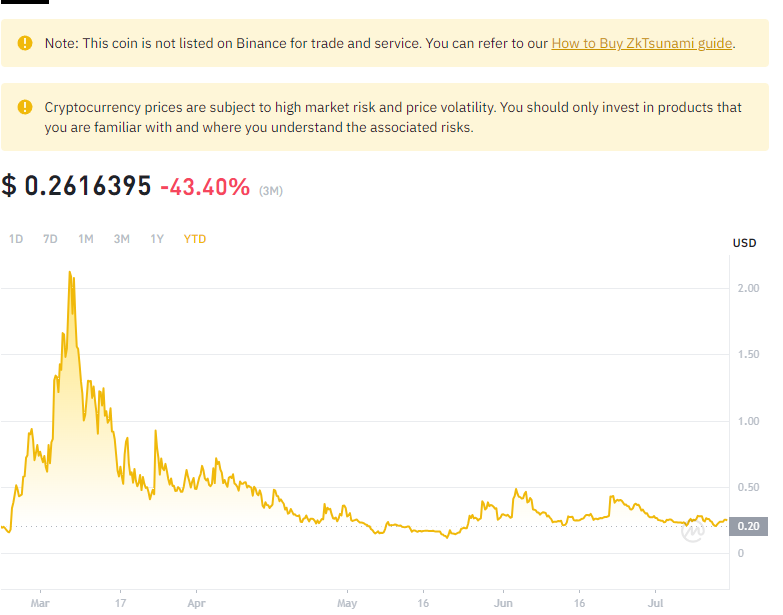 Note: This coin is not listed on Binance for trade and service. You can refer to our How to Buy ZkTsunami guide.
Cryptocurrency prices are subject to high market risk and price volatility. You should only invest in products that
you are familiar with and where you understand the associated risks.
$ 0.2616395 -43.40% (3M)
1D 7D 1M 3M 1Y YTD
USD
2.00
1.50
1.00
0.50
0.20
0
Mar 17 Apr May 16 Jun 16 Jul